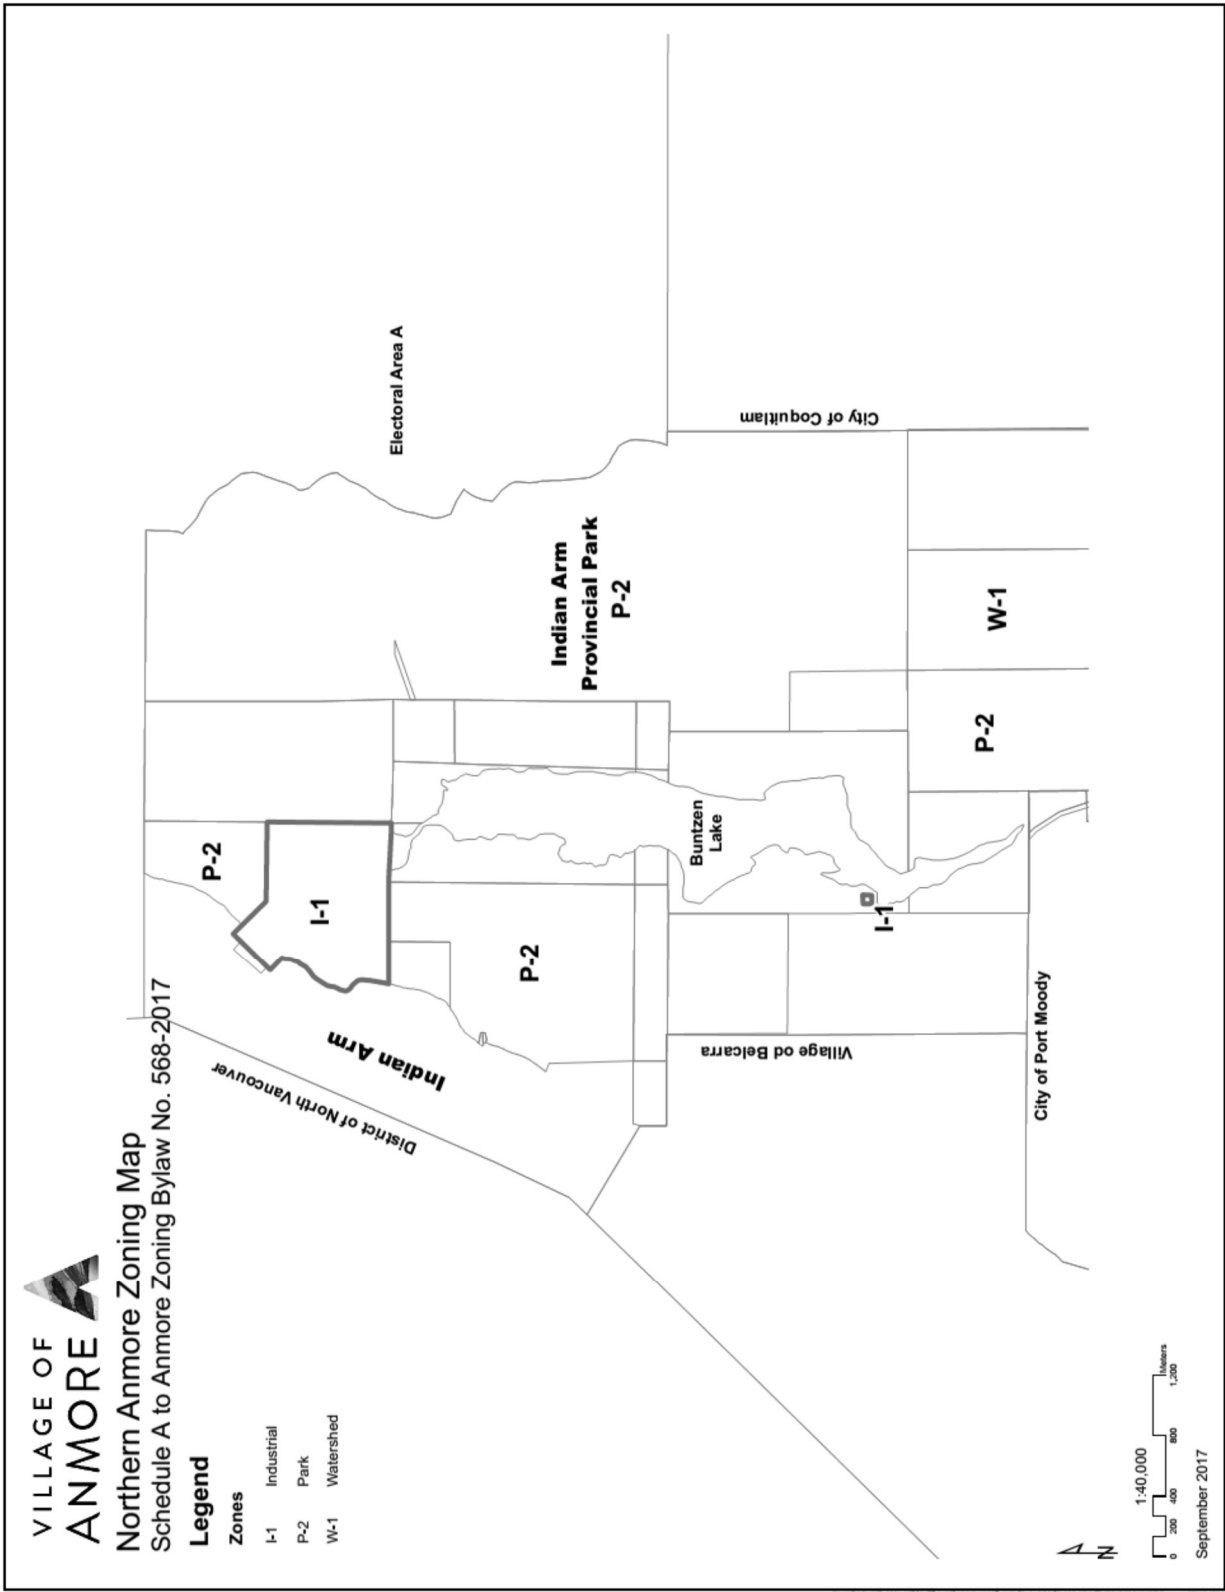 VILLAGE OF
ANMORE
Northern Anmore Zoning Map
Schedule A to Anmore Zoning Bylaw No. 568-2017
Legend
Zones
I-1 Industrial
P-2 Park
W-1 Watershed
District of North Vancouver
Indian Arm
P-2
I-1
P-2
Electoral Area A
Indian Arm
Provincial Park
P-2
Buntzen
Lake
I-1
Village od Belcarra
City of Coquitlam
W-1
P-2
City of Port Moody
N
1:40,000
0 200 400 800 1,200
Meters
September 2017